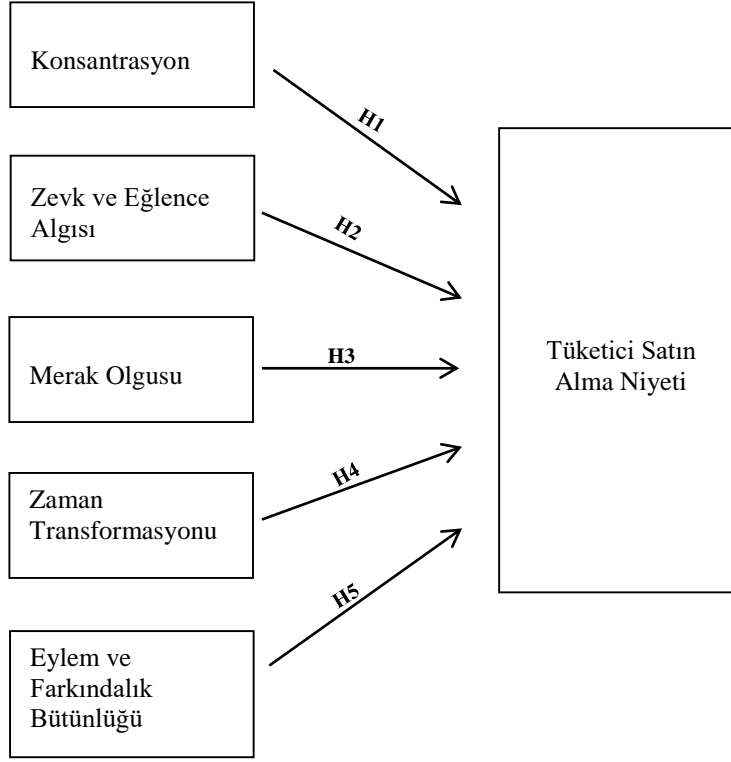 Konsantrasyon
H1
Zevk ve Eğlence
Algısı
H2
Merak Olgusu
H3
Tüketici Satın
Alma Niyeti
Zaman
Transformasyonu
H4
Eylem ve
Farkındalık
Bütünlüğü
H5